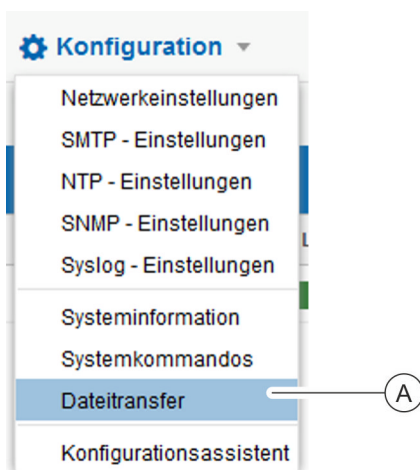 Konfiguration
Netzwerkeinstellungen
SMTP - Einstellungen
NTP - Einstellungen
SNMP - Einstellungen
Syslog - Einstellungen
Systeminformation
Systemkommandos
Dateitransfer
A
Konfigurationsassistent